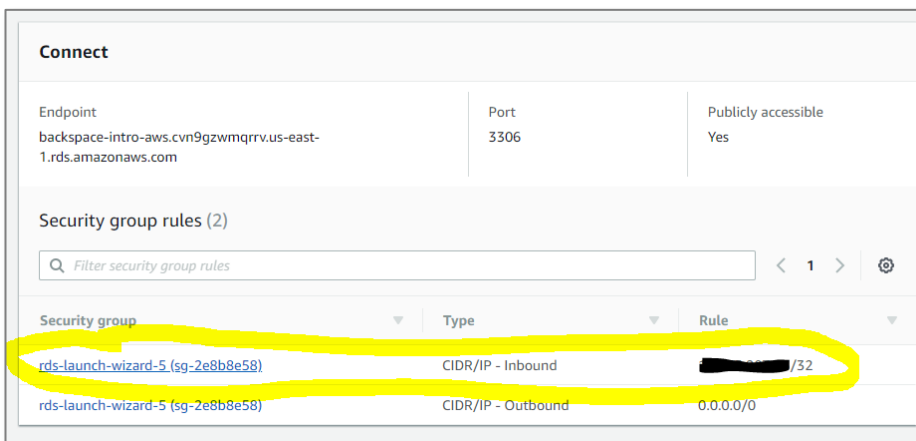 Connect
Endpoint
Port
Publicly accessible
backspace-intro-aws.cvn9gzwmqrrv.us-east-
1.rds.amazonaws.com
3306
Yes
Security group rules (2)
Filter security group rules
1
Security group
Type
Rule
rds-launch-wizard-5 (sg-2e8b8e58)
CIDR/IP - Inbound
/32
rds-launch-wizard-5 (sg-2e8b8e58)
CIDR/IP - Outbound
0.0.0.0/0